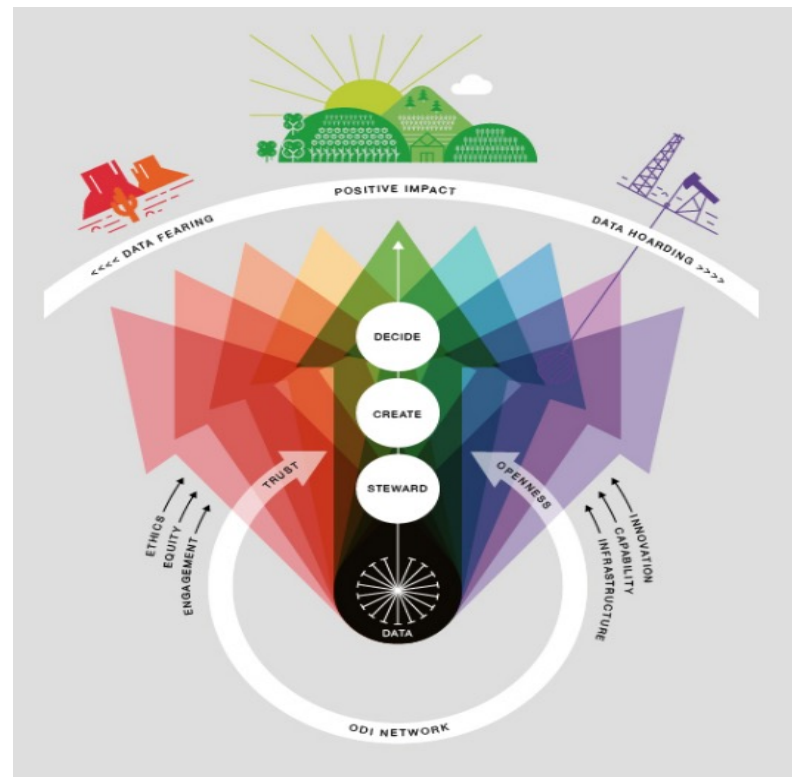 POSITIVE IMPACT
<<<< DATA FEARING
DATA HOARDING >>>>
DECIDE
CREATE
STEWARD
TRUST
OPENNESS
ETHICS
EQUITY
ENGAGEMENT
INNOVATION
CAPABILITY
INFRASTRUCTURE
DATA
ODI NETWORK